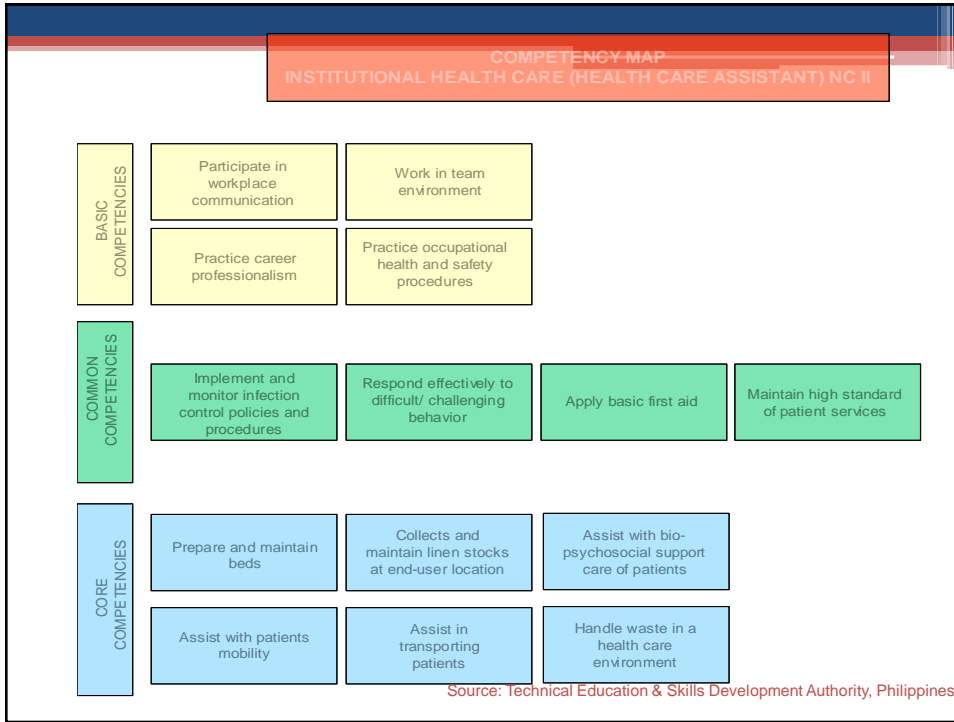 COMPETENCY MAP
INSTITUTIONAL HEALTH CARE (HEALTH CARE ASSISTANT) NC II
BASIC
COMPETENCIES
Participate in
workplace
communication
Work in team
environment
Practice career
professionalism
Practice occupational
health and safety
procedures
COMMON
COMPETENCIES
Implement and
monitor infection
control policies and
procedures
Respond effectively to
difficult/ challenging
behavior
Apply basic first aid
Maintain high standard
of patient services
CORE
COMPETENCIES
Prepare and maintain
beds
Collects and
maintain linen stocks
at end-user location
Assist with bio-
psychosocial support
care of patients
Assist with patients
mobility
Assist in
transporting
patients
Handle waste in a
health care
environment
Source: Technical Education & Skills Development Authority, Philippines